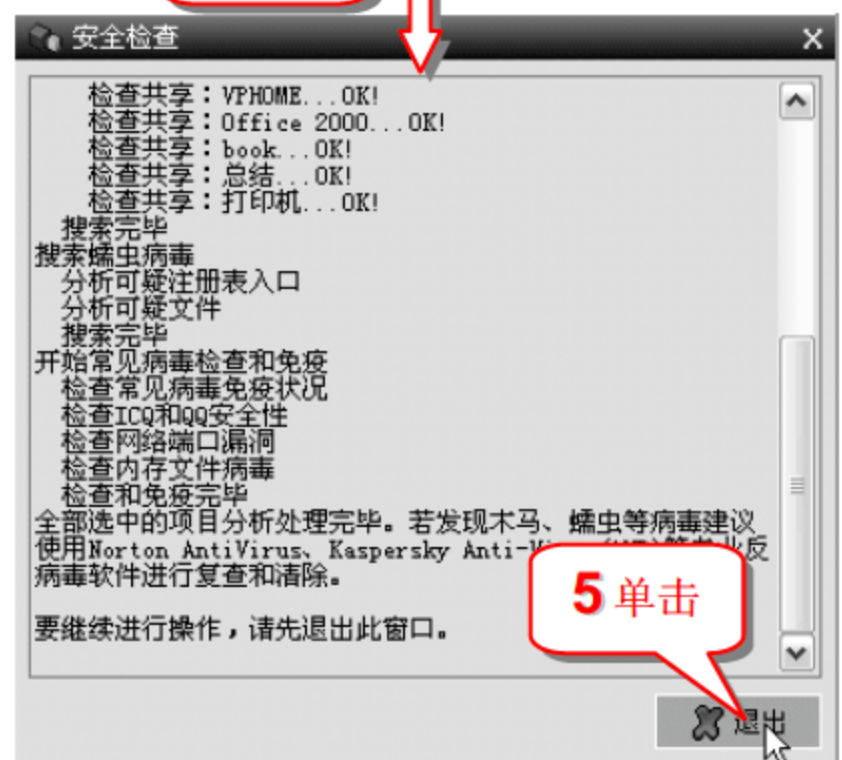 安全检查
检查共享：VPHOME...OK!
检查共享：Office 2000...OK!
检查共享：book...OK!
检查共享：总结...OK!
检查共享：打印机...OK!
搜索完毕
搜索蠕虫病毒
分析可疑注册表入口
分析可疑文件
搜索完毕
开始常见病毒检查和免疫
检查常见病毒免疫状况
检查ICQ和QQ安全性
检查网络端口漏洞
检查内存文件病毒
检查和免疫完毕
全部选中的项目分析处理完毕。若发现木马、蠕虫等病毒建议
使用Norton AntiVirus、Kaspersky Anti-反
病毒软件进行复查和清除。
要继续进行操作，请先退出此窗口。
5 单击
退出